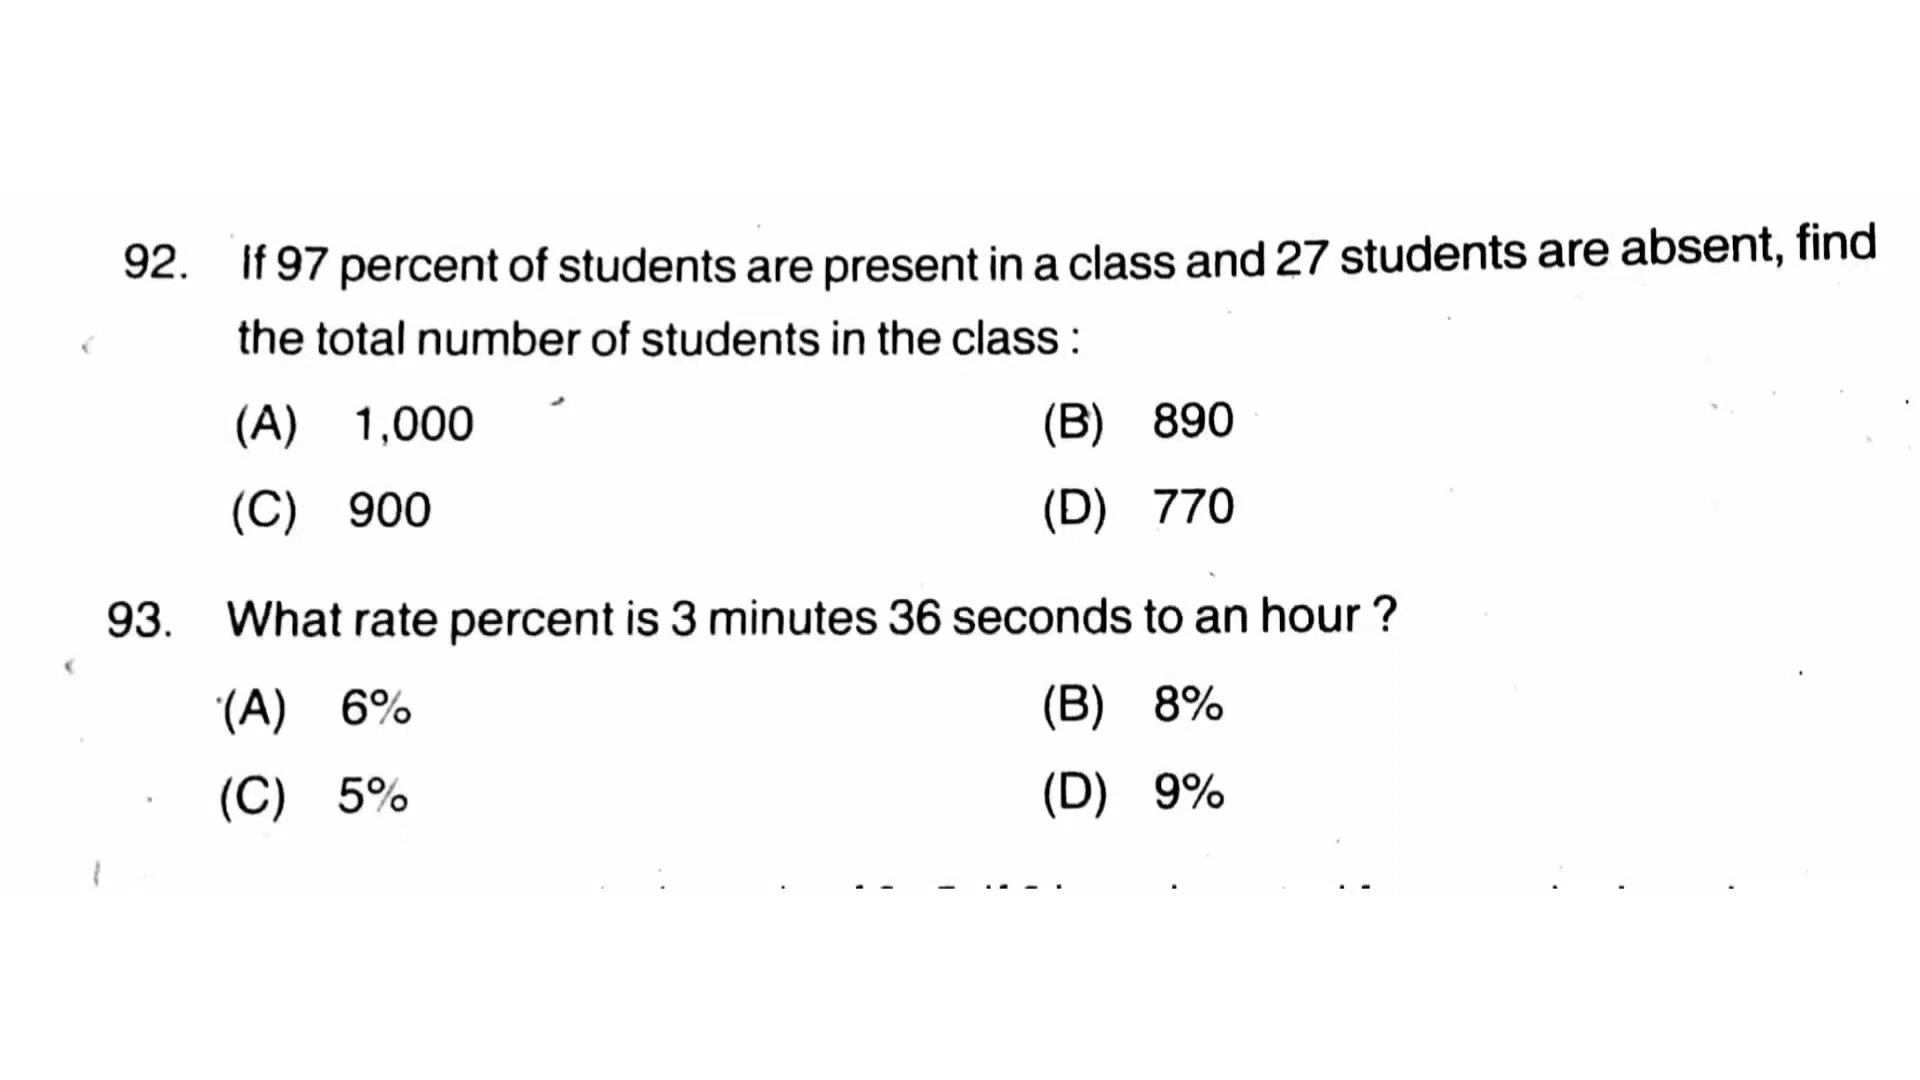 92. If 97 percent of students are present in a class and 27 students are absent, find
the total number of students in the class :
(A) 1,000 (B) 890
(C) 900 (D) 770
93. What rate percent is 3 minutes 36 seconds to an hour ?
(A) 6% (B) 8%
(C) 5% (D) 9%